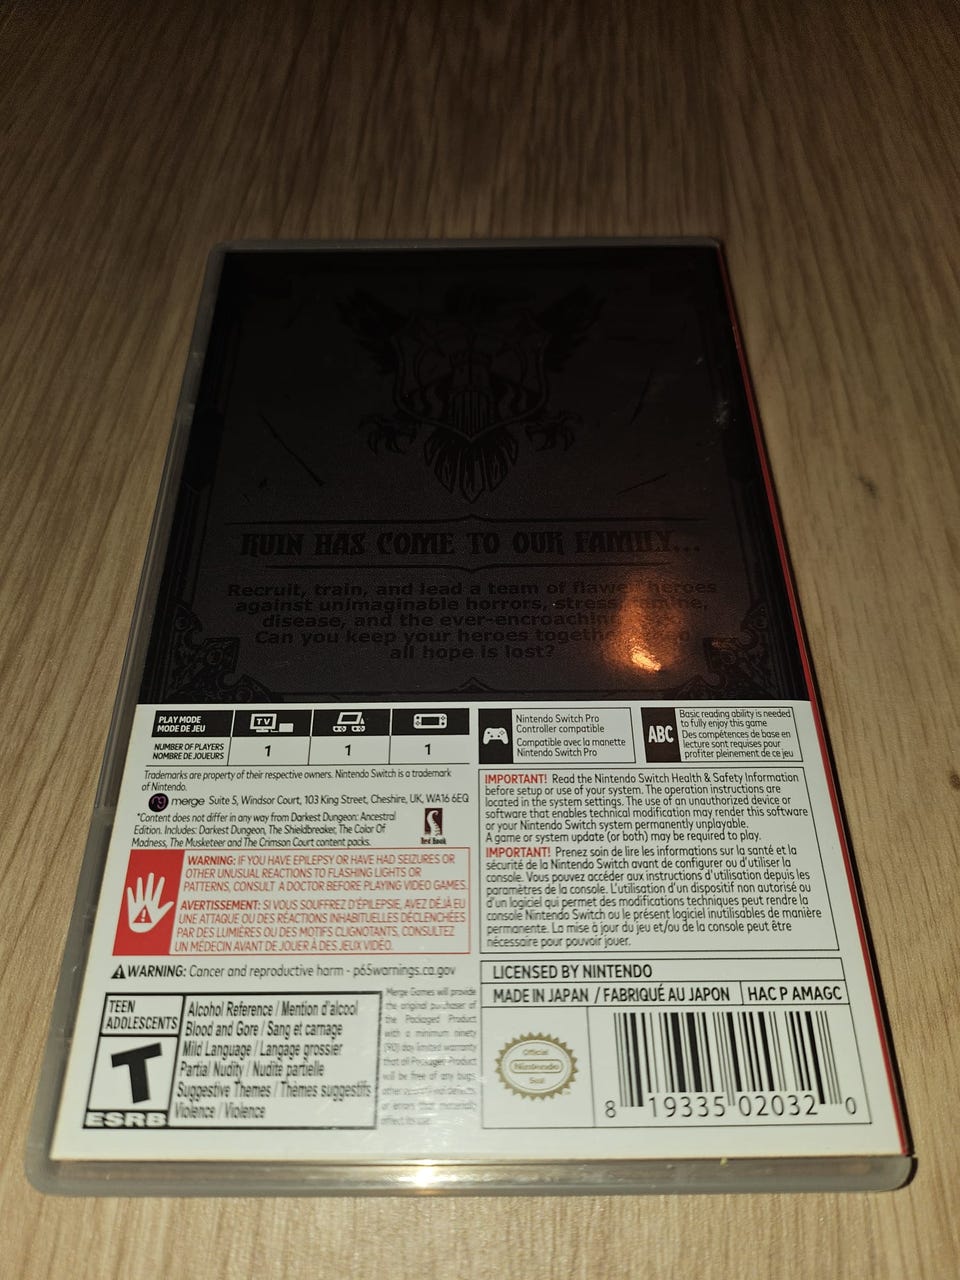 RUIN HAS COME TO OUR FAMILY...
Recruit, train, and lead a team of heroes
against unimaginable horrors,
disease, and the
Can you keep your heroes
all hope is lost?
PLAY MODE
MODE DE JEU
TV
NUMBER OF PLAYERS
NOMBRE DE JOUEURS
1 1 1
Trademarks are property of their respective owners. Nintendo Switch is a trademark
of Nintendo.
merge Suite 5, Windsor Court, 103 King Street, Cheshire, UK, WA16 6EQ
*Content does not differ in any way from Darkest Dungeon: Ancestral
Edition. Includes: Darkest Dungeon, The Shieldbreaker, The Color Of
Madness, The Musketeer and The Crimson Court content packs.
Red Hook
WARNING: IF YOU HAVE EPILEPSY OR HAVE HAD SEIZURES OR
OTHER UNUSUAL REACTIONS TO FLASHING LIGHTS OR
PATTERNS, CONSULT A DOCTOR BEFORE PLAYING VIDEO GAMES.
AVERTISSEMENT: SI VOUS SOUFFREZ D'ÉPILEPSIE, AVEZ DÉJÀ EU
UNE ATTAQUE OU DES RÉACTIONS INHABITUELLES DÉCLENCHÉES
PAR DES LUMIÈRES OU DES MOTIFS CLIGNOTANTS, CONSULTEZ
UN MÉDECIN AVANT DE JOUER À DES JEUX VIDÉO.
WARNING: Cancer and reproductive harm - p65warnings.ca.gov
TEEN
ADOLESCENTS
T
ESRB
Alcohol Reference / Mention d'alcool
Blood and Gore / Sang et carnage
Mild Language / Langage grossier
Partial Nudity / Nudité partielle
Suggestive Themes / Thèmes suggestifs
Violence / Violence
Merge Games will provide
the original purchaser of
the Packaged Product
with a minimum ninety
(90) day limited warranty
that all Packaged Product
will be free of any bugs,
or errors that materially
Nintendo Switch Pro
Controller compatible
Compatible avec la manette
Nintendo Switch Pro
ABC
Basic reading ability is needed
to fully enjoy this game
Des compétences de base en
lecture sont requises pour
profiter pleinement de ce jeu
IMPORTANT! Read the Nintendo Switch Health & Safety Information
before setup or use of your system. The operation instructions are
located in the system settings. The use of an unauthorized device or
software that enables technical modification may render this software
or your Nintendo Switch system permanently unplayable.
A game or system update (or both) may be required to play.
IMPORTANT! Prenez soin de lire les informations sur la santé et la
sécurité de la Nintendo Switch avant de configurer ou d'utiliser la
console. Vous pouvez accéder aux instructions d'utilisation depuis les
paramètres de la console. L'utilisation d'un dispositif non autorisé ou
d'un logiciel qui permet des modifications techniques peut rendre la
console Nintendo Switch ou le présent logiciel inutilisables de manière
permanente. La mise à jour du jeu et/ou de la console peut être
nécessaire pour pouvoir jouer.
LICENSED BY NINTENDO
MADE IN JAPAN / FABRIQUÉ AU JAPON HAC P AMAGC
Official
Nintendo
Seal
8 19335 02032 0